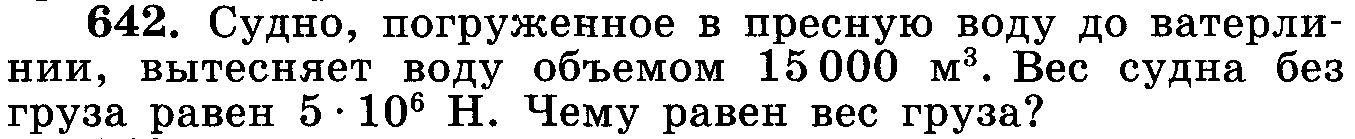 642. Судно, погруженное в пресную воду до ватерли-
нии, вытесняет воду объемом 15 000 м³. Вес судна без
груза равен 5 · 10⁶ Н. Чему равен вес груза?